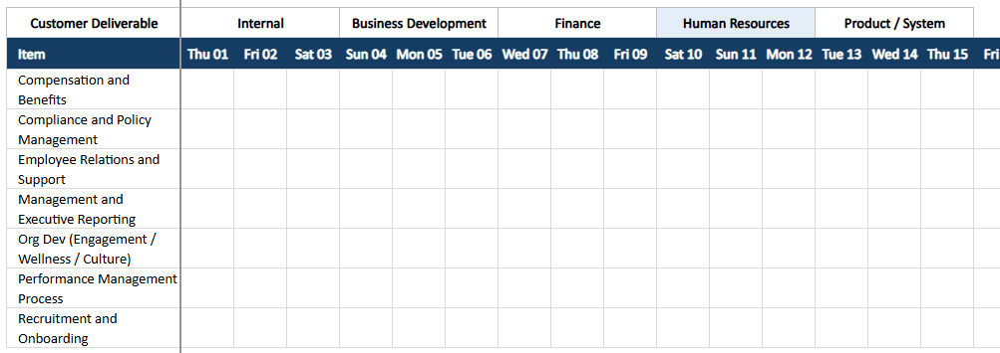 Customer Deliverable Internal Business Development Finance Human Resources Product / System
Item Thu 01 Fri 02 Sat 03 Sun 04 Mon 05 Tue 06 Wed 07 Thu 08 Fri 09 Sat 10 Sun 11 Mon 12 Tue 13 Wed 14 Thu 15 Fri
Compensation and
Benefits
Compliance and Policy
Management
Employee Relations and
Support
Management and
Executive Reporting
Org Dev (Engagement /
Wellness / Culture)
Performance Management
Process
Recruitment and
Onboarding